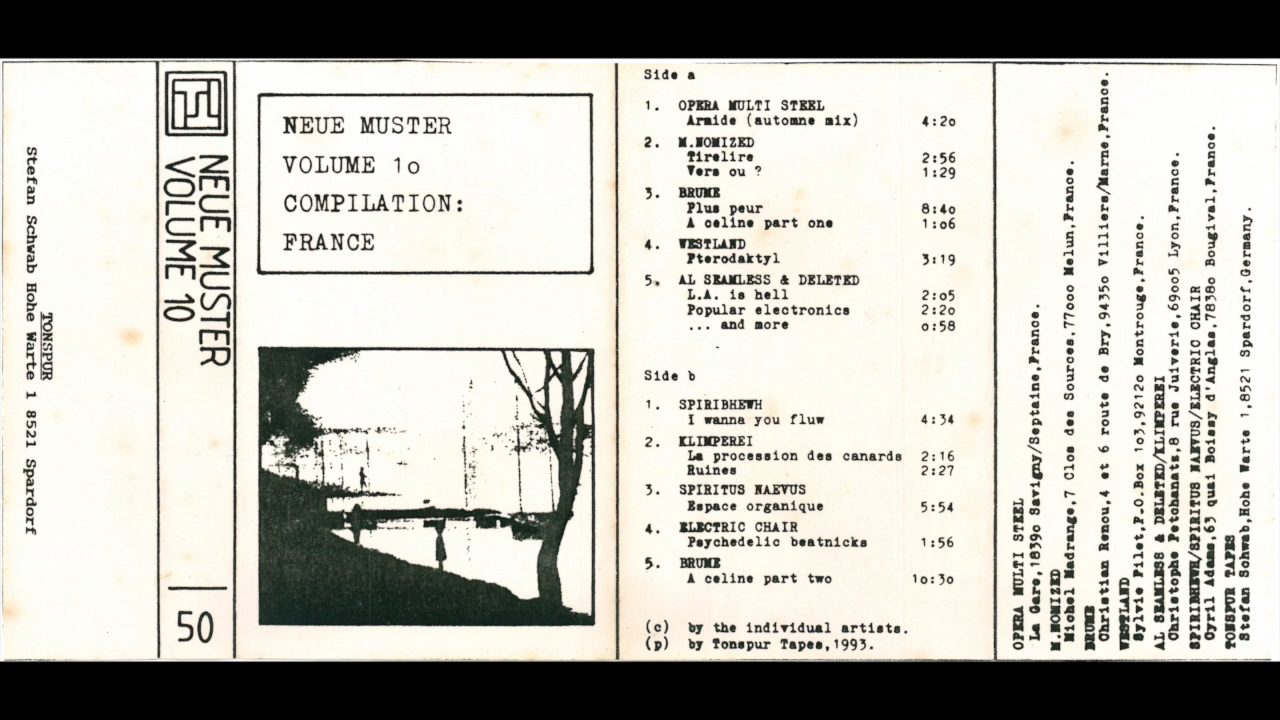 TONSPUR
Stefan Schwab Hohe Warte 1 8521 Spardorf
NEUE MUSTER
VOLUME 10
50
NEUE MUSTER
VOLUME 1o
COMPILATION:
FRANCE
Side a
1. OPERA MULTI STEEL
Armide (automne mix) 4:2o
2. M.NOMIZED
Tirelire 2:56
Vers ou ? 1:29
3. BRUME
Plus peur 8:4o
A celine part one 1:o6
4. WESTLAND
Pterodaktyl 3:19
5. AL SEAMLESS & DELETED
L.A. is hell 2:o5
Popular electronics 2:2o
... and more o:58
Side b
1. SPIRIBHEWH
I wanna you fluw 4:34
2. KLIMPEREI
La procession des canards 2:16
Ruines 2:27
3. SPIRITUS NAEVUS
Espace organique 5:54
4. ELECTRIC CHAIR
Psychedelic beatnicks 1:56
5. BRUME
A celine part two 1o:3o
(c) by the individual artists.
(p) by Tonspur Tapes,1993.
OPERA MULTI STEEL
La Gare,1839o Savigny/Septaine,France.
M.NOMIZED
Michel Madrange,7 Clos des Sources,77ooo Melun,France.
BRUME
Christian Renou,4 et 6 route de Bry,9435o Villiers/Marne,France.
WESTLAND
Sylvie Pilet,P.O.Box 1o3,9212o Montrouge,France.
AL SEAMLESS & DELETED/KLIMPEREI
Christophe Petchanatz,8 rue Juiverie,69oo5 Lyon,France.
SPIRIBHEWH/SPIRITUS NAEVUS/ELECTRIC CHAIR
Cyril Adams,63 quai Boissy d'Anglas,7838o Bougival,France.
TONSPUR TAPES
Stefan Schwab,Hohe Warte 1,8521 Spardorf,Germany.